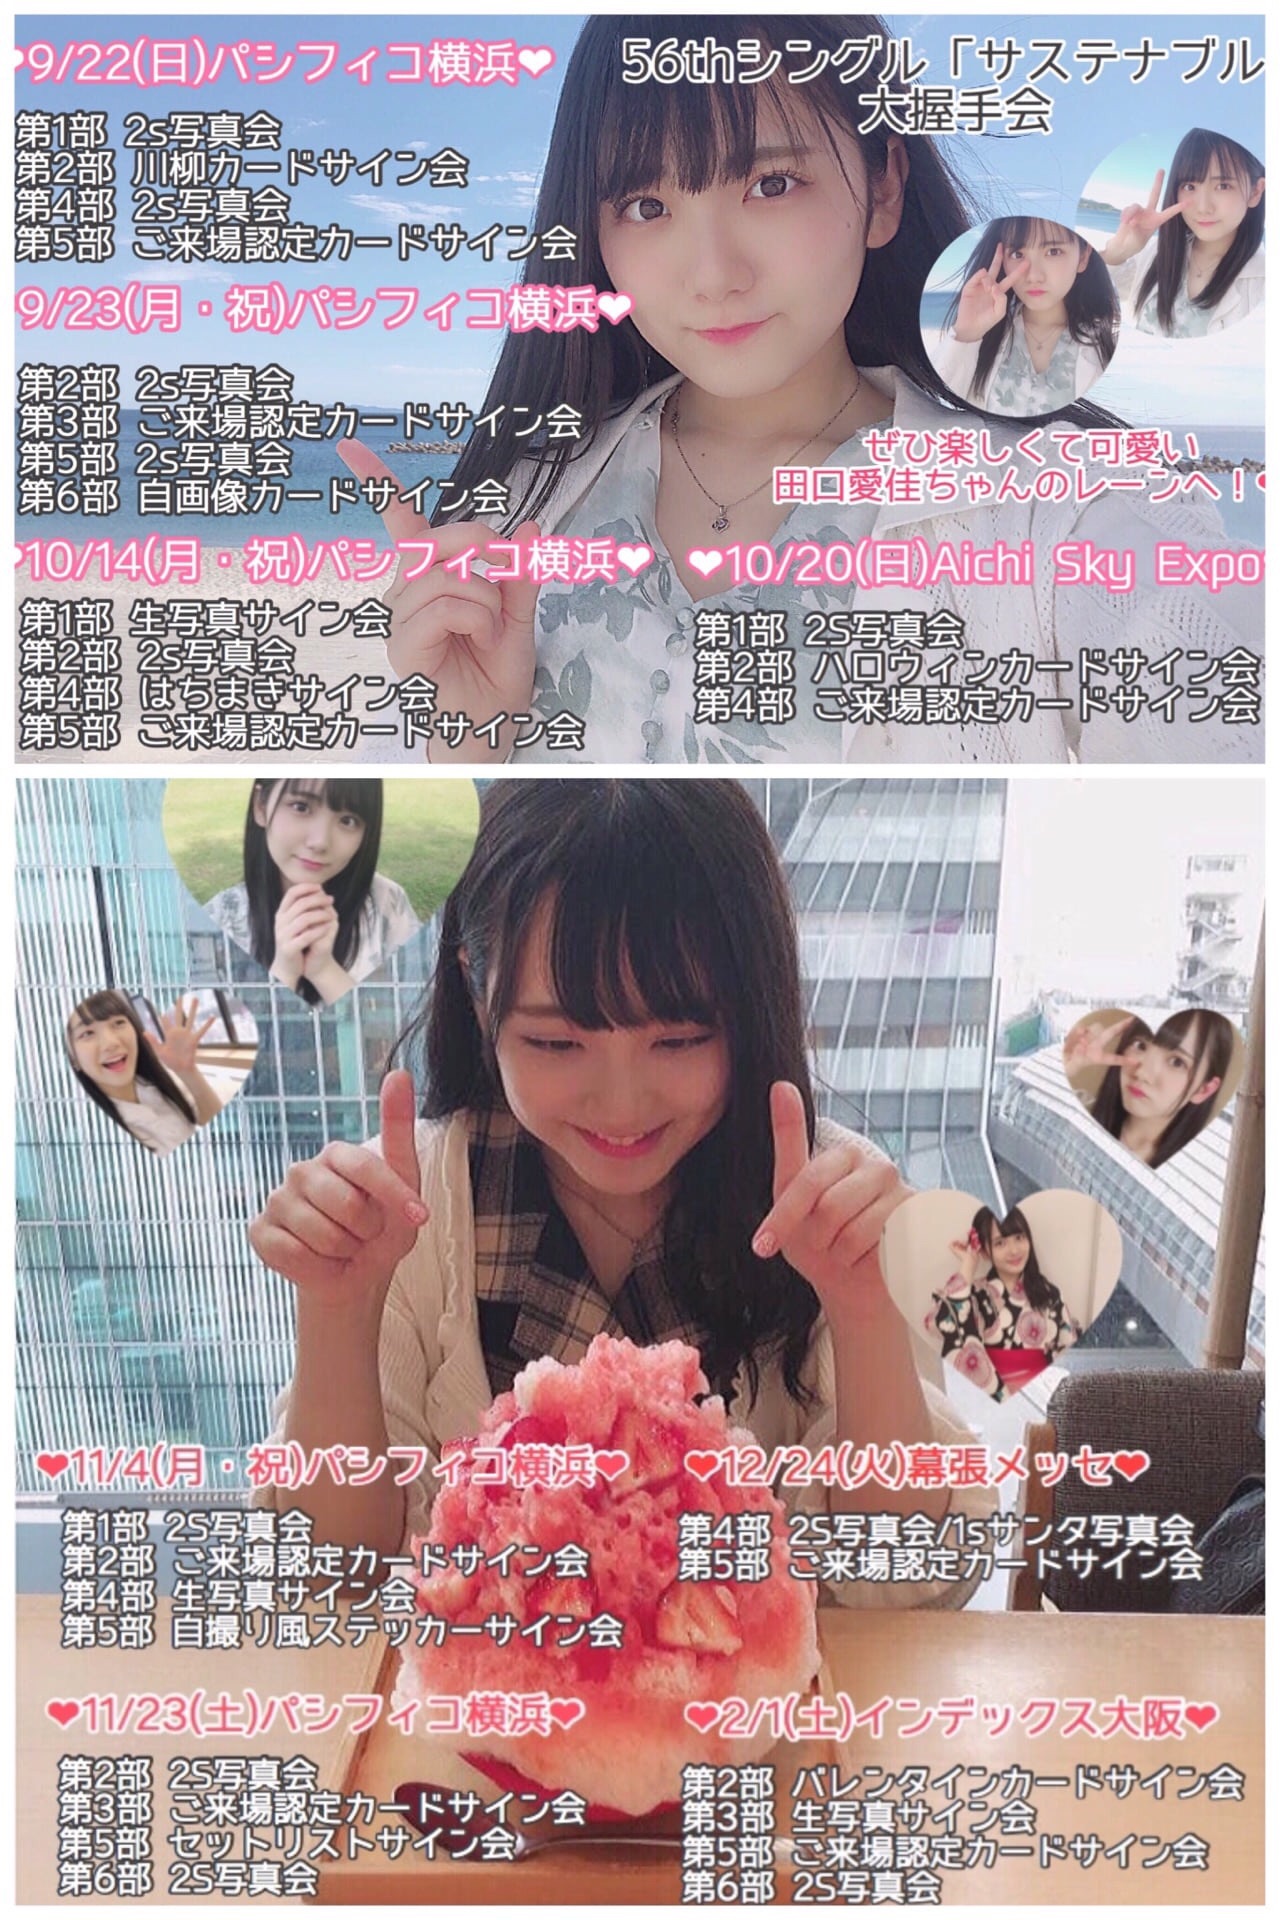 ❤9/22(日)パシフィコ横浜❤
第1部 2s写真会
第2部 川柳カードサイン会
第4部 2s写真会
第5部 ご来場認定カードサイン会
56thシングル「サステナブル
大握手会
9/23(月・祝)パシフィコ横浜❤
第2部 2s写真会
第3部 ご来場認定カードサイン会
第5部 2s写真会
第6部 自画像カードサイン会
ぜひ楽しくて可愛い
田口愛佳ちゃんのレーンへ！❤
❤10/14(月・祝)パシフィコ横浜❤
第1部 生写真サイン会
第2部 2s写真会
第4部 はちまきサイン会
第5部 ご来場認定カードサイン会
❤10/20(日)Aichi Sky Expo
第1部 2S写真会
第2部 ハロウィンカードサイン会
第4部 ご来場認定カードサイン会
❤11/4(月・祝)パシフィコ横浜❤
第1部 2S写真会
第2部 ご来場認定カードサイン会
第4部 生写真サイン会
第5部 自撮り風ステッカーサイン会
❤12/24(火)幕張メッセ❤
第4部 2S写真会/1sサンタ写真会
第5部 ご来場認定カードサイン会
❤11/23(土)パシフィコ横浜❤
第2部 2S写真会
第3部 ご来場認定カードサイン会
第5部 セットリストサイン会
第6部 2S写真会
❤2/1(土)インデックス大阪❤
第2部 バレンタインカードサイン会
第3部 生写真サイン会
第5部 ご来場認定カードサイン会
第6部 2S写真会